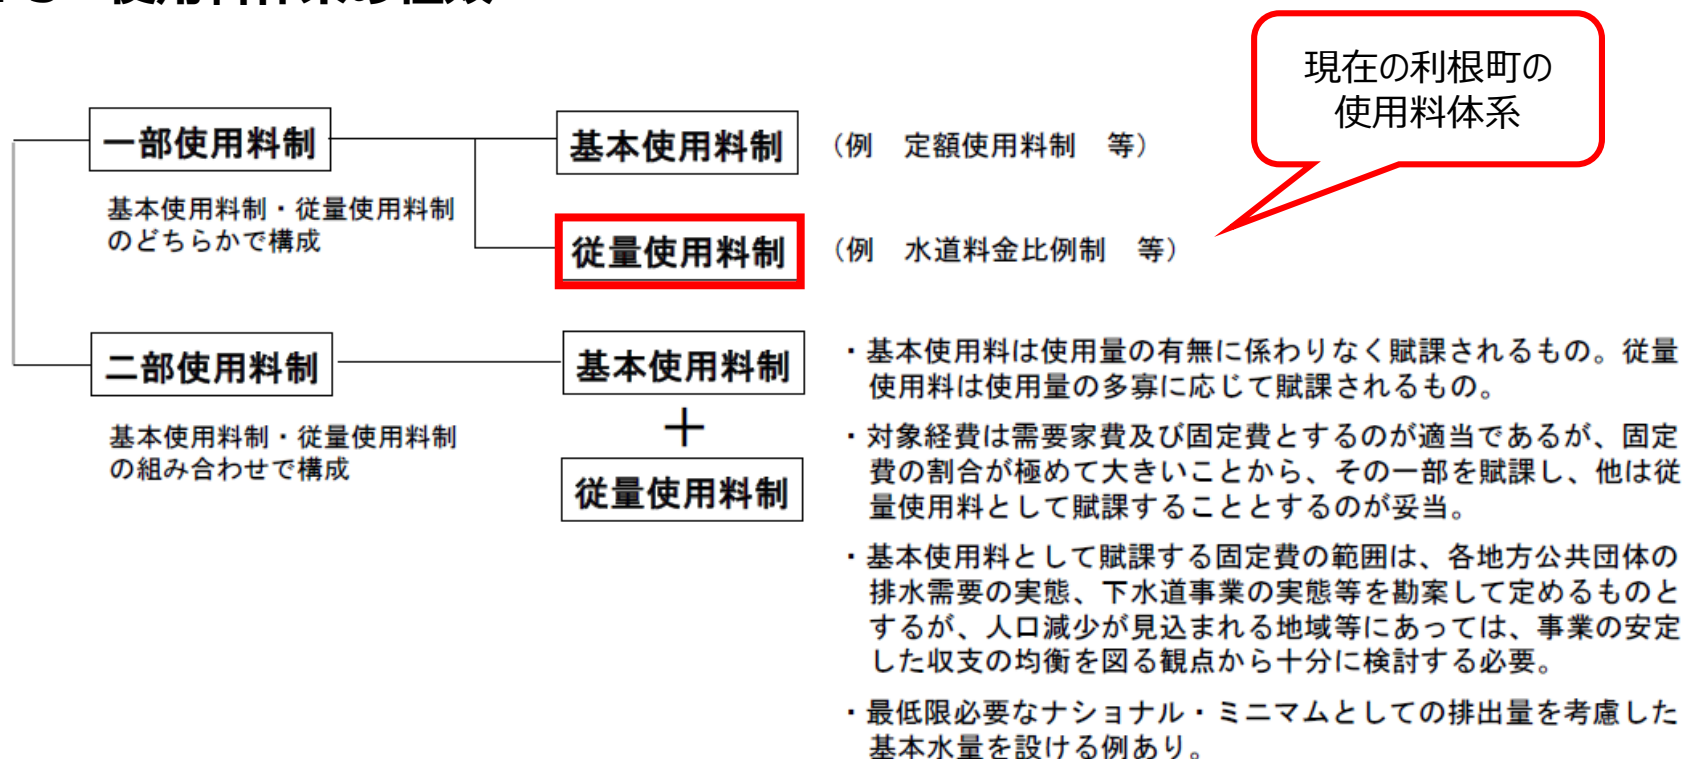 現在の利根町の
使用料体系
一部使用料制
基本使用料制
（例　定額使用料制　等）
基本使用料制・従量使用料制
のどちらかで構成
従量使用料制
（例　水道料金比例制　等）
二部使用料制
基本使用料制
＋
従量使用料制
基本使用料制・従量使用料制
の組み合わせで構成
・基本使用料は使用量の有無に係わりなく賦課されるもの。従量
使用料は使用量の多寡に応じて賦課されるもの。
・対象経費は需要家費及び固定費とするのが適当であるが、固定
費の割合が極めて大きいことから、その一部を賦課し、他は従
量使用料として賦課することとするのが妥当。
・基本使用料として賦課する固定費の範囲は、各地方公共団体の
排水需要の実態、下水道事業の実態等を勘案して定めるものと
するが、人口減少が見込まれる地域等にあっては、事業の安定
した収支の均衡を図る観点から十分に検討する必要。
・最低限必要なナショナル・ミニマムとしての排出量を考慮した
基本水量を設ける例あり。